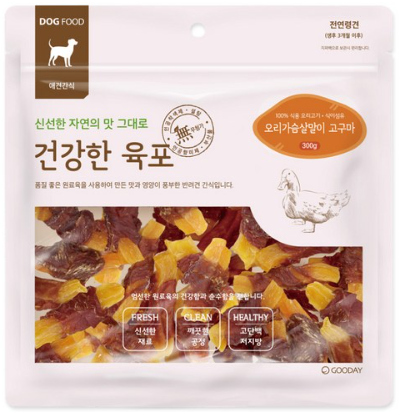 DOG FOOD
애견간식
전연령견
(생후 3개월 이후)
신선한 자연의 맛 그대로
건강한 육포
無
품질 좋은 원료육을 사용하여 만든 맛과 영양이 풍부한 반려견 간식입니다.
100% 식용 오리고기 · 식이섬유
오리가슴살말이 고구마
300g
엄선한 원료육의 건강함과 순수함을 전합니다.
FRESH
신선한
재료
CLEAN
깨끗한
공정
HEALTHY
고단백
저지방
GOODAY